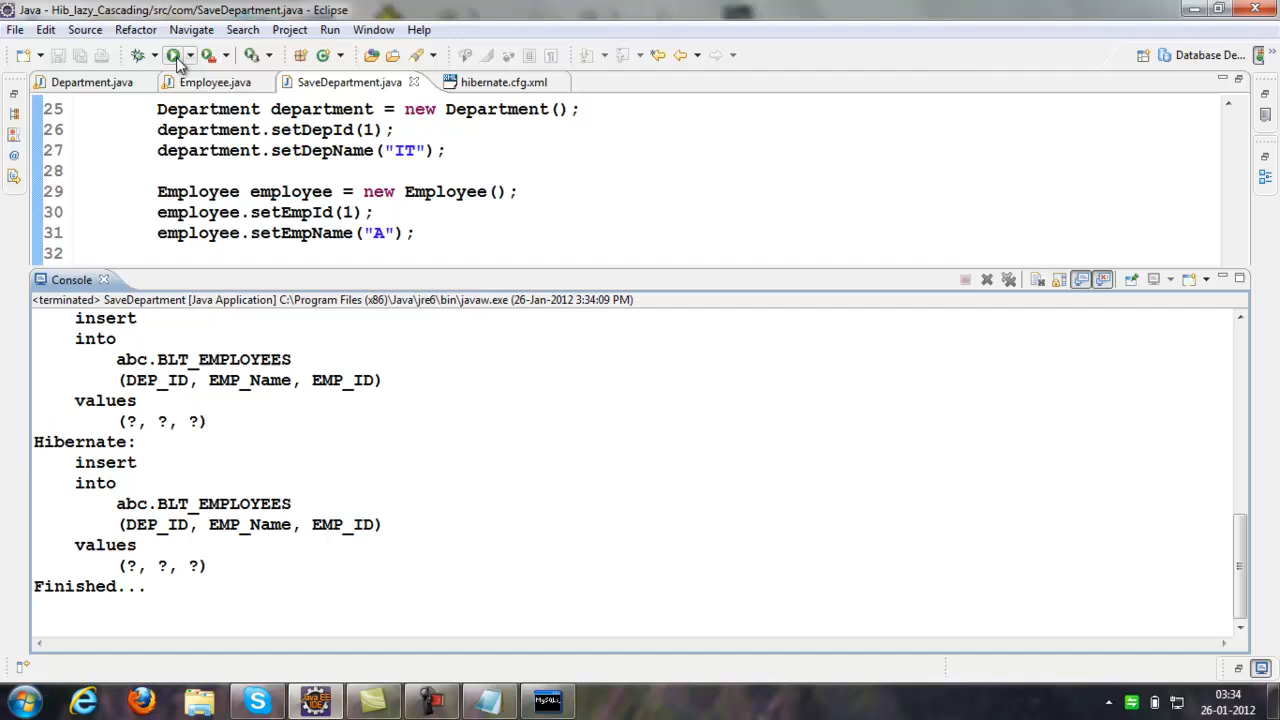 Java - Hib_lazy_Cascading/src/com/SaveDepartment.java - Eclipse
File Edit Source Refactor Navigate Search Project Run Window Help
Database De...
Department.java Employee.java SaveDepartment.java hibernate.cfg.xml
25 Department department = new Department();
26 department.setDepId(1);
27 department.setDepName("IT");
28
29 Employee employee = new Employee();
30 employee.setEmpId(1);
31 employee.setEmpName("A");
32
Console
<terminated> SaveDepartment [Java Application] C:\Program Files (x86)\Java\jre6\bin\javaw.exe (26-Jan-2012 3:34:09 PM)
insert
into
abc.BLT_EMPLOYEES
(DEP_ID, EMP_Name, EMP_ID)
values
(?, ?, ?)
Hibernate:
insert
into
abc.BLT_EMPLOYEES
(DEP_ID, EMP_Name, EMP_ID)
values
(?, ?, ?)
Finished...
Java EE
IDE
MySQL
03:34
26-01-2012